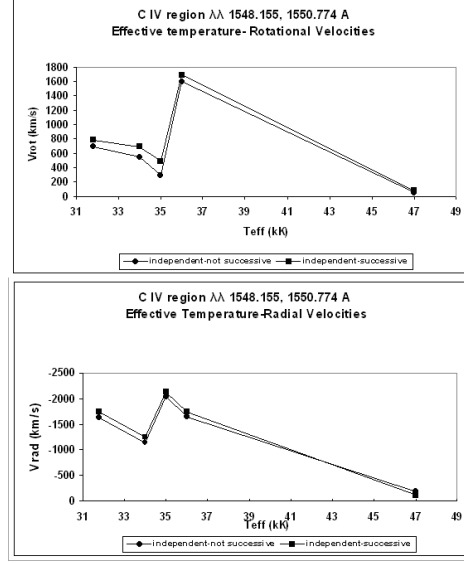 C IV region λλ 1548.155, 1550.774 A
Effective temperature- Rotational Velocities
1800
1600
1400
1200
1000
800
600
400
200
0
Vrot (km/s)
31 33 35 37 39 41 43 45 47 49
Teff (kK)
independent-not successive independent-successive
C IV region λλ 1548.155, 1550.774 A
Effective Temperature-Radial Velocities
-2500
-2000
-1500
-1000
-500
0
Vrad (km/s)
31 33 35 37 39 41 43 45 47 49
Teff (kK)
independent-not successive independent-successive